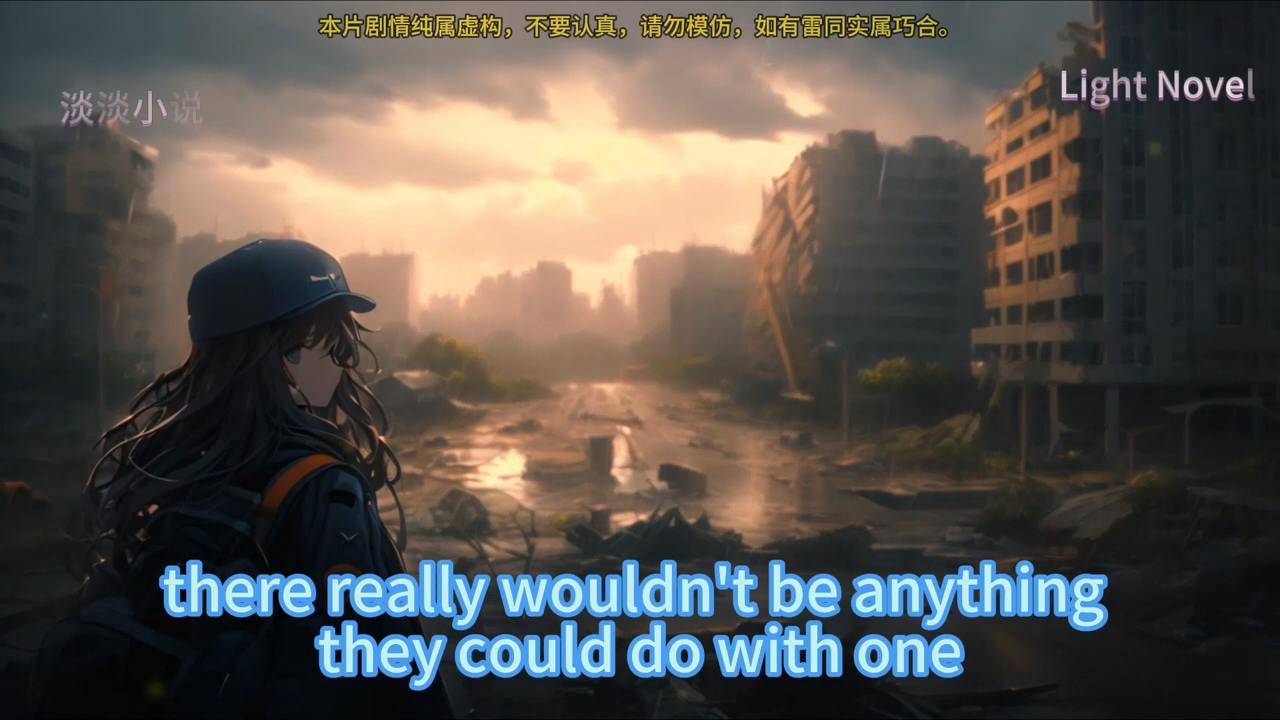 本片剧情纯属虚构，不要认真，请勿模仿，如有雷同实属巧合。
淡淡小说
Light Novel
there really wouldn't be anything
they could do with one